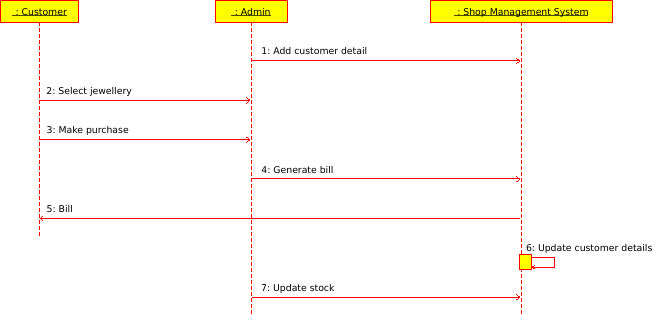 : Customer
: Admin
: Shop Management System
1: Add customer detail
2: Select jewellery
3: Make purchase
4: Generate bill
5: Bill
6: Update customer details
7: Update stock